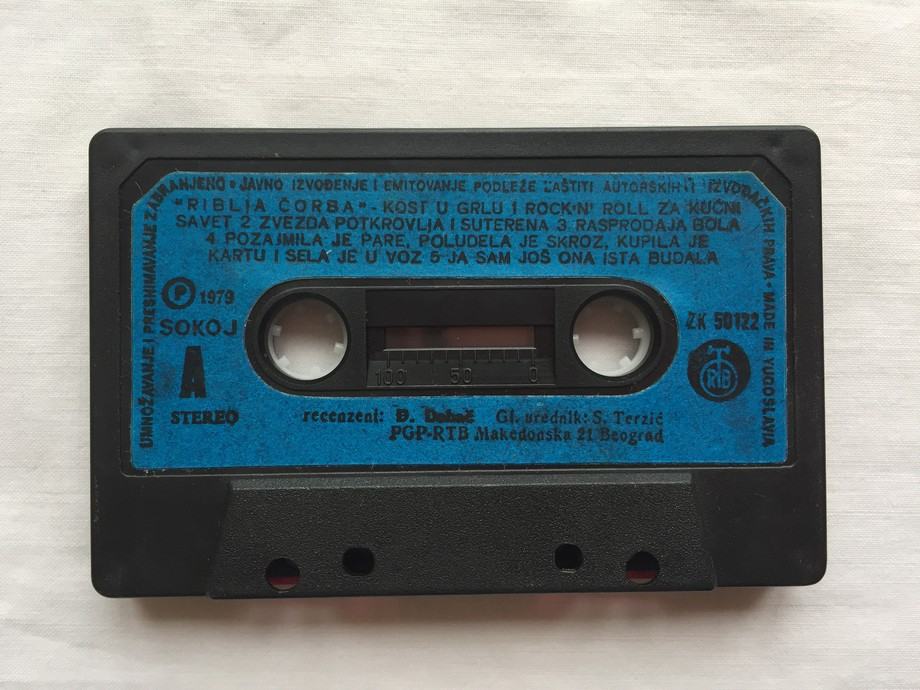 UMNOŽAVANJE I PRESNIMAVANJE ZABRANJENO • JAVNO IZVOĐENJE I EMITOVANJE PODLEŽE ZAŠTITI AUTORSKIH I IZVOĐAČKIH PRAVA • MADE IN YUGOSLAVIA
"RIBLJA ČORBA" - KOST U GRLU 1 ROCK'N' ROLL ZA KUĆNI
SAVET 2 ZVEZDA POTKROVLJA I SUTERENA 3 RASPRODAJA BOLA
4 POZAJMILA JE PARE, POLUDELA JE SKROZ, KUPILA JE
KARTU I SELA JE U VOZ 5 JA SAM JOŠ ONA ISTA BUDALA
P 1979
SOKOJ
ZK 50122
A
RTB
100 50 0
STEREO
recenzent: Đ. Gl. urednik: S. Terzić
PGP-RTB Makedonska 21 Beograd